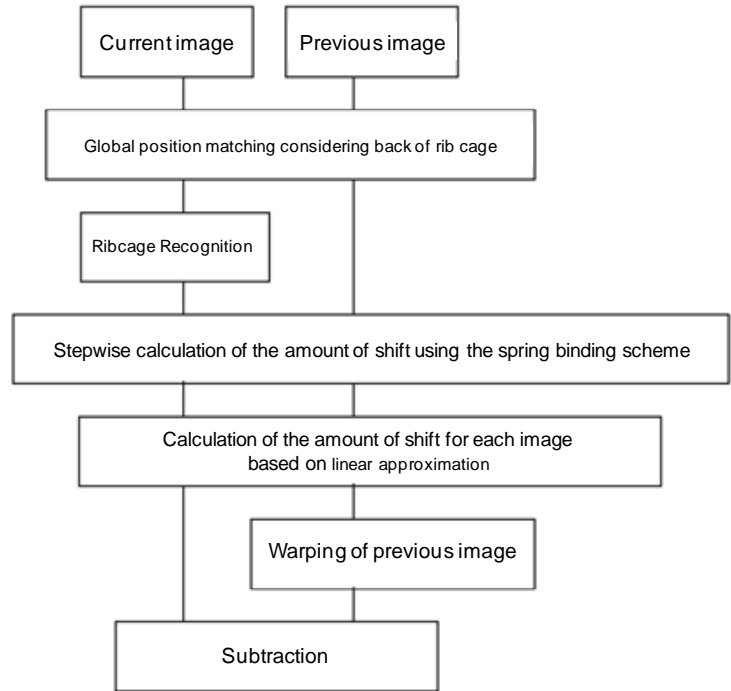 Current image
Previous image
Global position matching considering back of rib cage
Ribcage Recognition
Stepwise calculation of the amount of shift using the spring binding scheme
Calculation of the amount of shift for each image
based on linear approximation
Warping of previous image
Subtraction